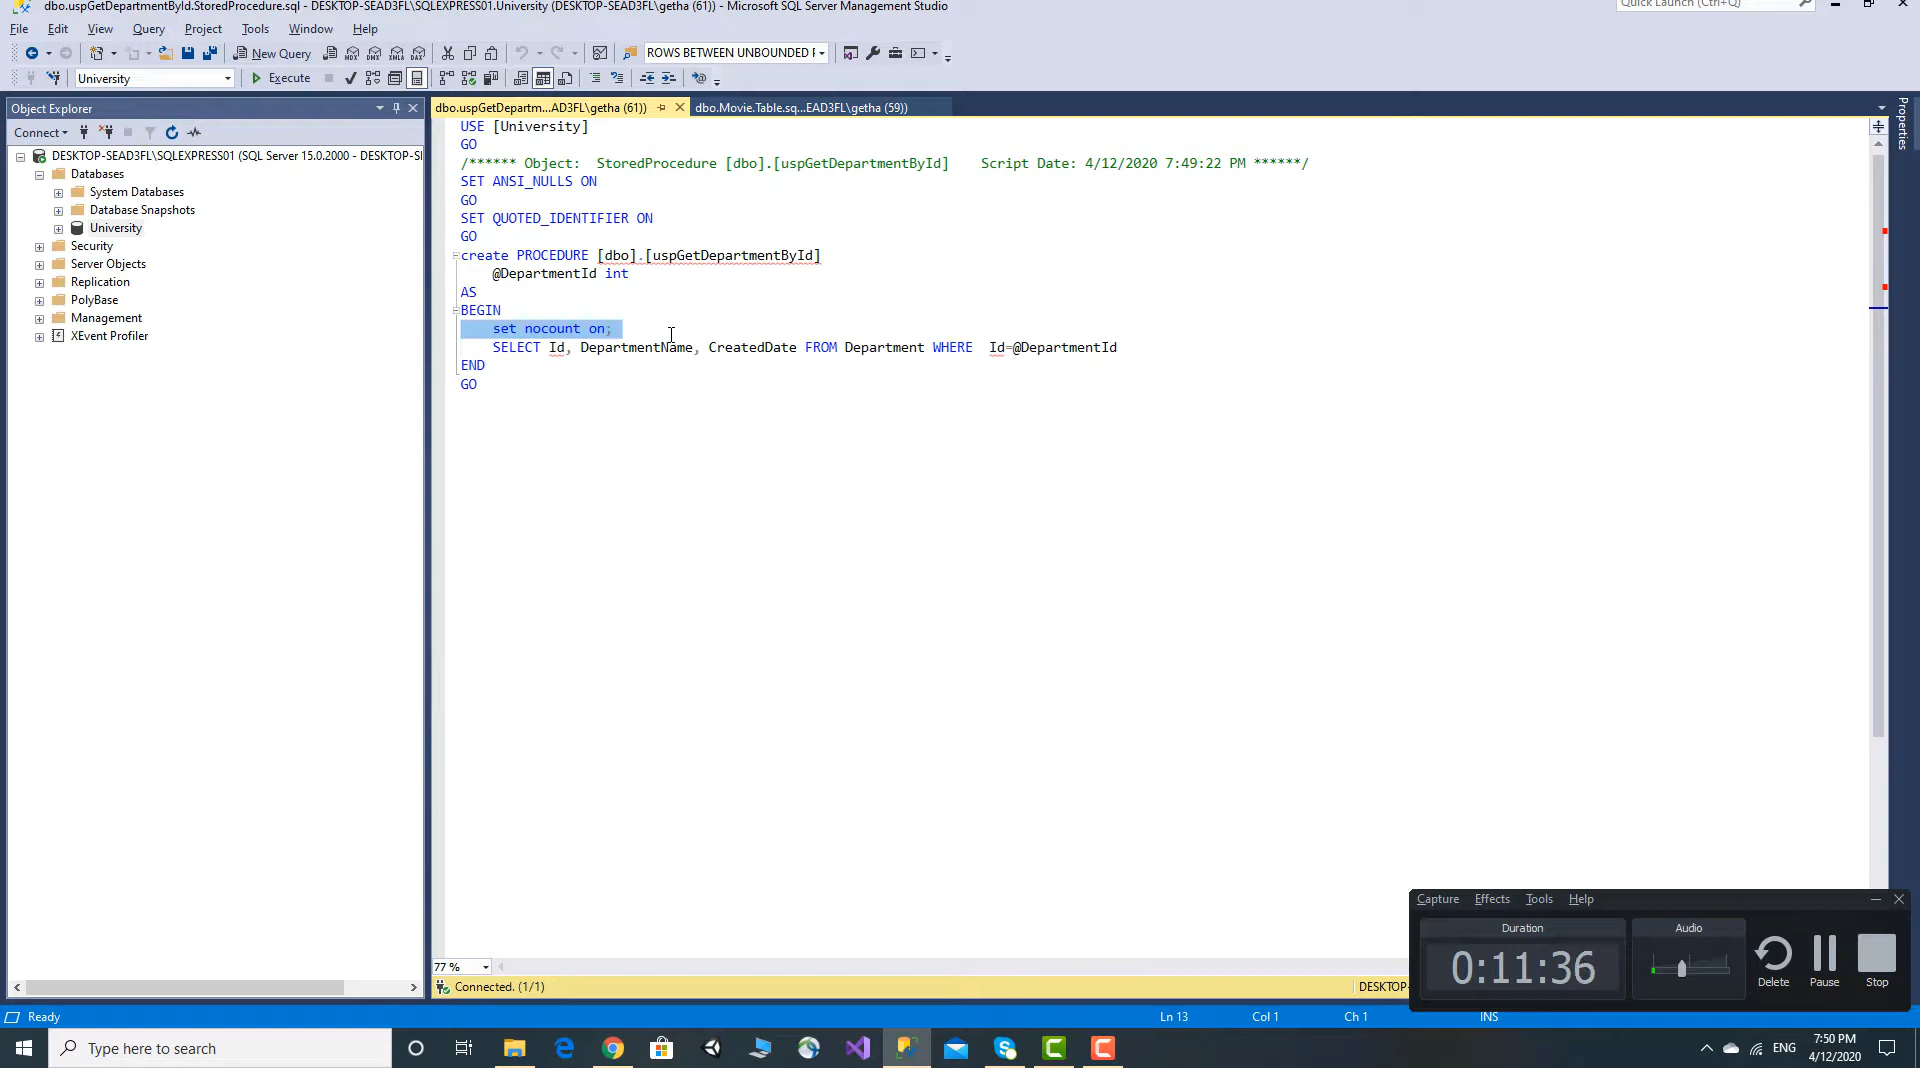 dbo.uspGetDepartmentById.StoredProcedure.sql - DESKTOP-SEAD3FL\SQLEXPRESS01.University (DESKTOP-SEAD3FL\getha (61)) - Microsoft SQL Server Management Studio
Quick Launch (Ctrl+Q)
File Edit View Query Project Tools Window Help
New Query
ROWS BETWEEN UNBOUNDED F
University
Execute
Object Explorer
dbo.uspGetDepartm...AD3FL\getha (61))
dbo.Movie.Table.sq...EAD3FL\getha (59))
Properties
Connect
DESKTOP-SEAD3FL\SQLEXPRESS01 (SQL Server 15.0.2000 - DESKTOP-SI
Databases
System Databases
Database Snapshots
University
Security
Server Objects
Replication
PolyBase
Management
XEvent Profiler
USE [University]
GO
/****** Object:  StoredProcedure [dbo].[uspGetDepartmentById]    Script Date: 4/12/2020 7:49:22 PM ******/
SET ANSI_NULLS ON
GO
SET QUOTED_IDENTIFIER ON
GO
create PROCEDURE [dbo].[uspGetDepartmentById]
@DepartmentId int
AS
BEGIN
set nocount on;
SELECT Id, DepartmentName, CreatedDate FROM Department WHERE  Id=@DepartmentId
END
GO
77 %
Connected. (1/1)
DESKTOP-
Capture Effects Tools Help
Duration
Audio
0:11:36
Delete
Pause
Stop
Ready
Ln 13
Col 1
Ch 1
INS
Type here to search
ENG
7:50 PM
4/12/2020